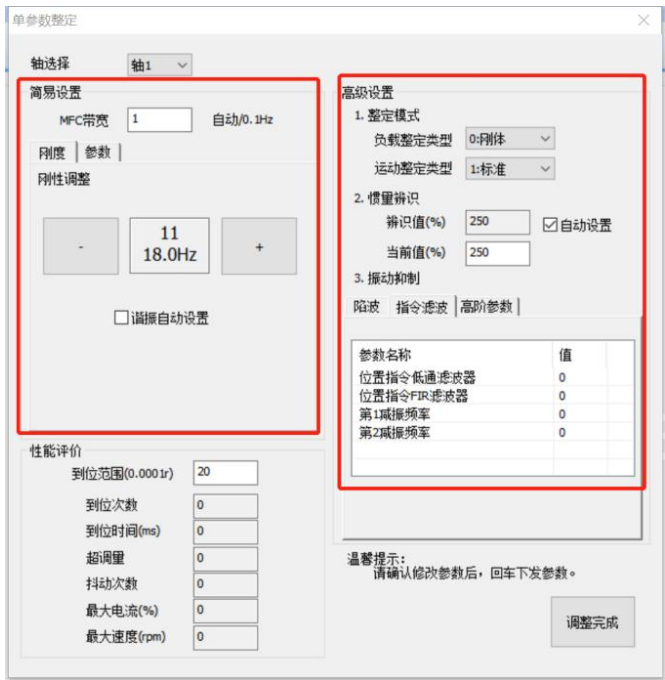 单参数整定
轴选择 轴1
简易设置
MFC带宽 1 自动/0.1Hz
刚度 参数
刚性调整
- 11 +
18.0Hz
谐振自动设置
性能评价
到位范围(0.0001r) 20
到位次数 0
到位时间(ms) 0
超调量 0
抖动次数 0
最大电流(%) 0
最大速度(rpm) 0
高级设置
1. 整定模式
负载整定类型 0:刚体
运动整定类型 1:标准
2. 惯量辨识
辨识值(%) 250 自动设置
当前值(%) 250
3. 振动抑制
陷波 指令滤波 高阶参数
参数名称 值
位置指令低通滤波器 0
位置指令FIR滤波器 0
第1减振频率 0
第2减振频率 0
温馨提示:
请确认修改参数后，回车下发参数。
调整完成